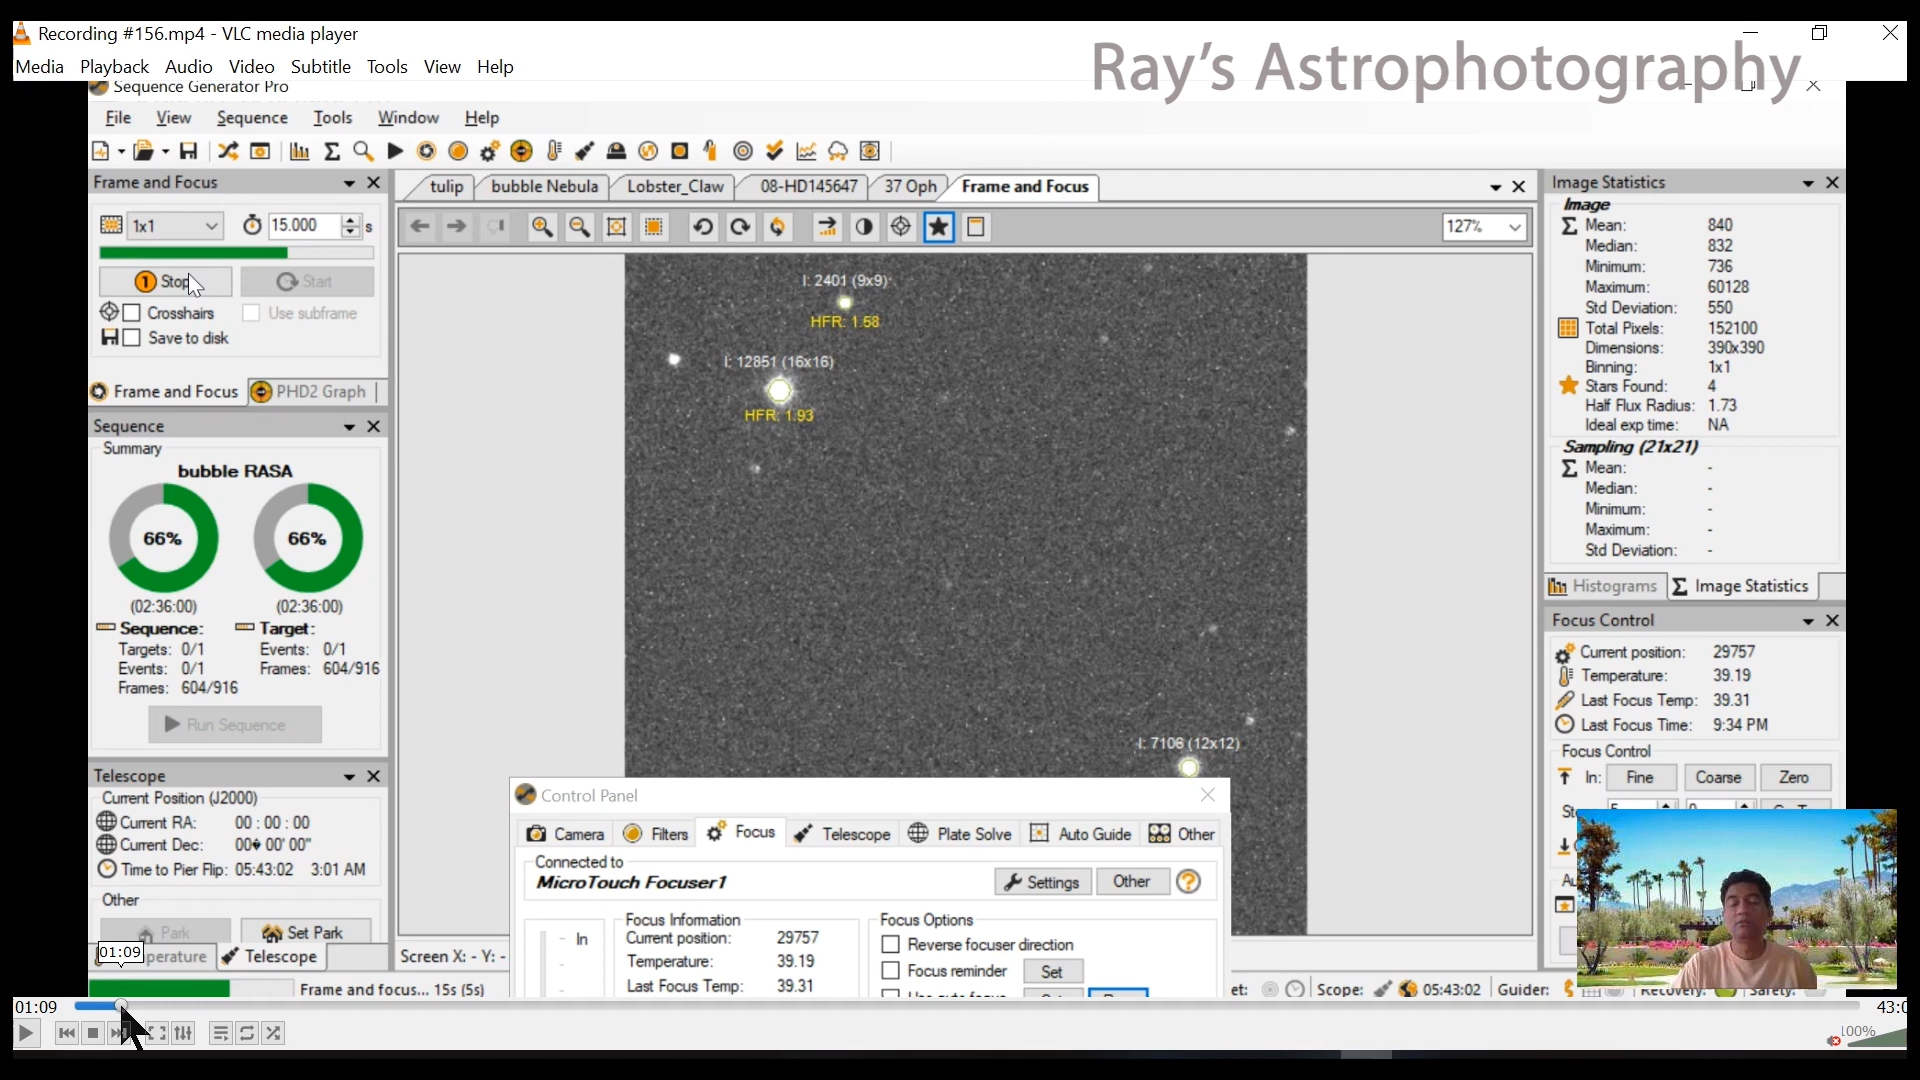 Recording #156.mp4 - VLC media player
Ray's Astrophotography
Media Playback Audio Video Subtitle Tools View Help
Sequence Generator Pro
File View Sequence Tools Window Help
Frame and Focus
1x1 15.000 s
Stop Start
Crosshairs Use subframe
Save to disk
Frame and Focus PHD2 Graph
Sequence
Summary
bubble RASA
66% 66%
(02:36:00) (02:36:00)
Sequence: Target:
Targets: 0/1 Events: 0/1
Events: 0/1 Frames: 604/916
Frames: 604/916
Run Sequence
Telescope
Current Position (J2000)
Current RA: 00 : 00 : 00
Current Dec: 00� 00' 00"
Time to Pier Flip: 05:43:02 3:01 AM
Other
Park Set Park
01:09
perature Telescope
Frame and focus... 15s (5s)
tulip bubble Nebula Lobster_Claw 08-HD145647 37 Oph Frame and Focus
127%
I: 2401 (9x9)
HFR: 1.58
I: 12851 (16x16)
HFR: 1.93
I: 7106 (12x12)
Screen X: - Y: -
Control Panel
Camera Filters Focus Telescope Plate Solve Auto Guide Other
Connected to
MicroTouch Focuser1
Settings Other
Focus Information
In
Current position: 29757
Temperature: 39.19
Last Focus Temp: 39.31
Focus Options
Reverse focuser direction
Focus reminder Set
Image Statistics
Image
Mean: 840
Median: 832
Minimum: 736
Maximum: 60128
Std Deviation: 550
Total Pixels: 152100
Dimensions: 390x390
Binning: 1x1
Stars Found: 4
Half Flux Radius: 1.73
Ideal exp time: NA
Sampling (21x21)
Mean: -
Median: -
Minimum: -
Maximum: -
Std Deviation: -
Histograms Image Statistics
Focus Control
Current position: 29757
Temperature: 39.19
Last Focus Temp: 39.31
Last Focus Time: 9:34 PM
Focus Control
In: Fine Coarse Zero
et: Scope: 05:43:02 Guider:
01:09 43:0
100%